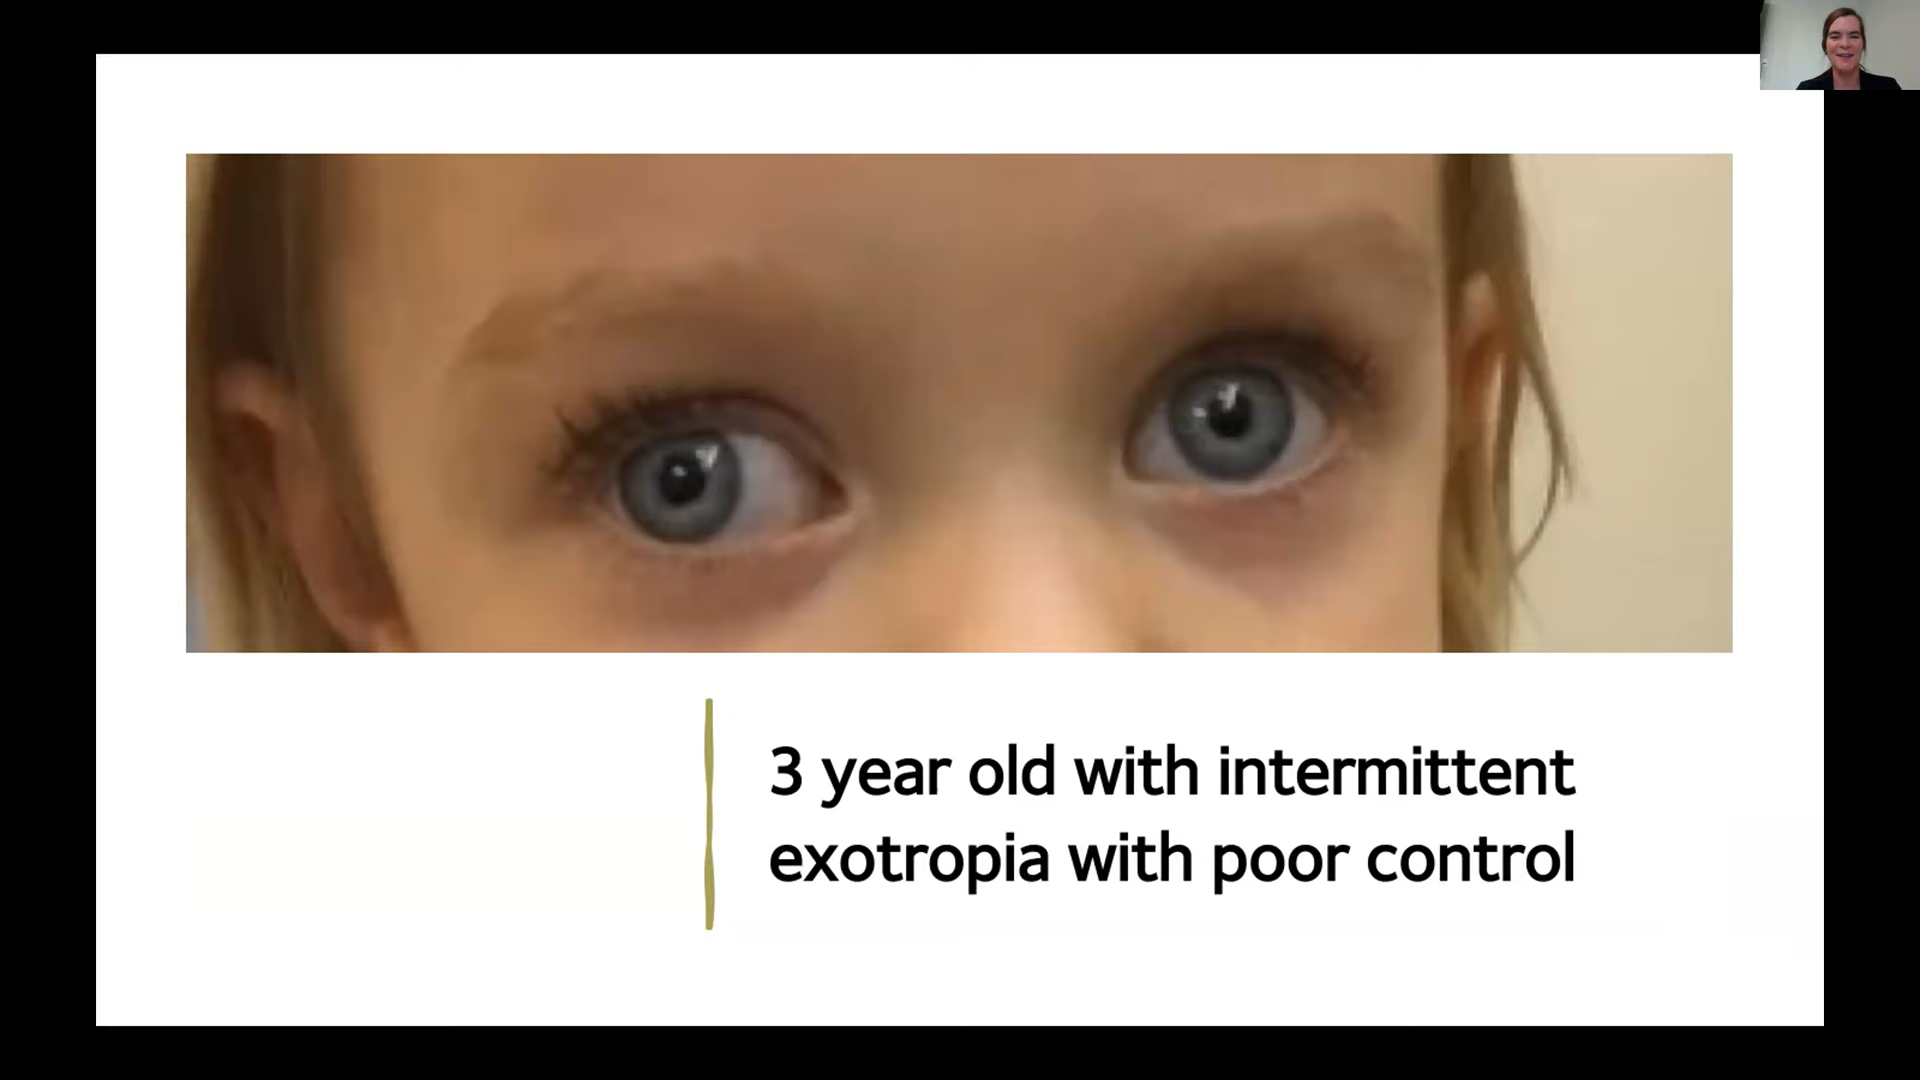 3 year old with intermittent
exotropia with poor control